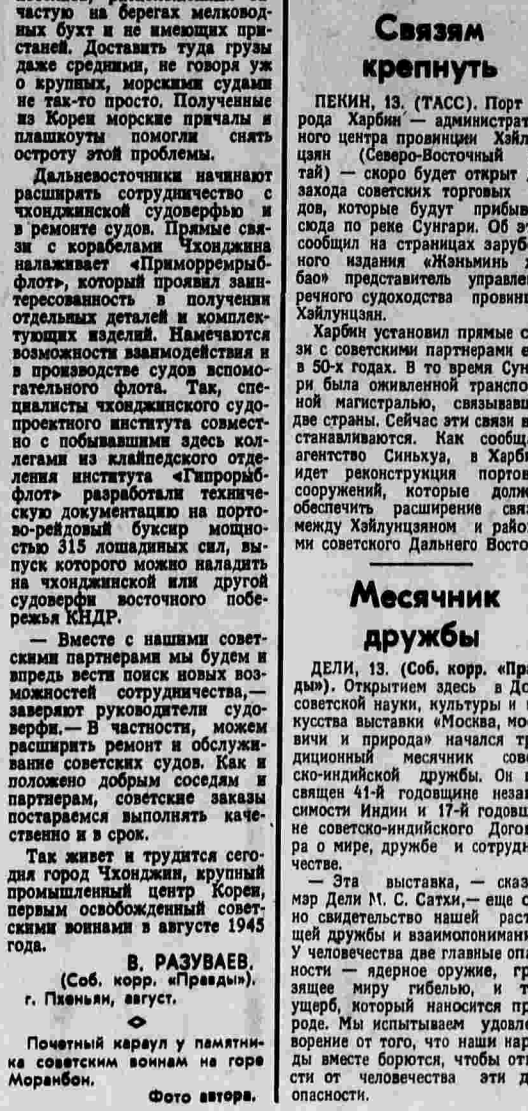 частую на берегах мелковод-
ных бухт и не имеющих при-
станей. Доставить туда грузы
даже средними, не говоря уж
о крупных, морскими судами
не так-то просто. Полученные
из Кореи морские причалы и
плашкоуты помогли снять
остроту этой проблемы.
Дальневосточники начинают
расширять сотрудничество с
чхонджинской судоверфью и
в ремонте судов. Прямые свя-
зи с корабелами Чхонджина
налаживает «Приморремрыб-
флот», который проявил заин-
тересованность в получении
отдельных деталей и комплек-
тующих изделий. Намечаются
возможности взаимодействия и
в производстве судов вспомо-
гательного флота. Так, спе-
циалисты чхонджинского судо-
проектного института совмест-
но с побывавшими здесь кол-
легами из клайпедского отде-
ления института «Гипрорыб-
флот» разработали техниче-
скую документацию на порто-
во-рейдовый буксир мощно-
стью 315 лошадиных сил, вы-
пуск которого можно наладить
на чхонджинской или другой
судоверфи восточного побе-
режья КНДР.
— Вместе с нашими совет-
скими партнерами мы будем и
впредь вести поиск новых воз-
можностей сотрудничества,—
заверяют руководители судо-
верфи.— В частности, можем
расширить ремонт и обслужи-
вание советских судов. Как и
положено добрым соседям и
партнерам, советские заказы
постараемся выполнять каче-
ственно и в срок.
Так живет и трудится сего-
дня город Чхонджин, крупный
промышленный центр Кореи,
первым освобожденный совет-
скими воинами в августе 1945
года.
В. РАЗУВАЕВ.
(Соб. корр. «Правды»).
г. Пхеньян, август.
Почетный караул у памятни-
ка советским воинам на горе
Моранбон.
Фото автора.
Связям
крепнуть
ПЕКИН, 13. (ТАСС). Порт
рода Харбин — администрат
ного центра провинции Хэйл
цзян (Северо-Восточный
тай) — скоро будет открыт
захода советских торговых
дов, которые будут прибыв
сюда по реке Сунгари. Об э
сообщил на страницах заруб
ного издания «Жэньминь
бао» представитель управле
речного судоходства провин
Хэйлунцзян.
Харбин установил прямые с
зи с советскими партнерами е
в 50-х годах. В то время Сун
ри была оживленной транспо
ной магистралью, связывавш
две страны. Сейчас эти связи в
станавливаются. Как сообщ
агентство Синьхуа, в Харби
идет реконструкция портов
сооружений, которые долж
обеспечить расширение связ
между Хэйлунцзяном и район
ми советского Дальнего Восто
Месячник
дружбы
ДЕЛИ, 13. (Соб. корр. «Пра
ды»). Открытием здесь в До
советской науки, культуры и
кусства выставки «Москва, мос
вичи и природа» начался тр
диционный месячник сове
ско-индийской дружбы. Он
священ 41-й годовщине незав
симости Индии и 17-й годовщ
не советско-индийского Догов
ра о мире, дружбе и сотрудн
честве.
— Эта выставка, — сказ
мэр Дели М. С. Сатхи,— еще о
но свидетельство нашей раст
щей дружбы и взаимопониман
У человечества две главные опа
ности — ядерное оружие, гр
зящее миру гибелью, и т
ущерб, который наносится пр
роде. Мы испытываем удовле
ворение от того, что наши нар
ды вместе борются, чтобы отв
сти от человечества эти д
опасности.